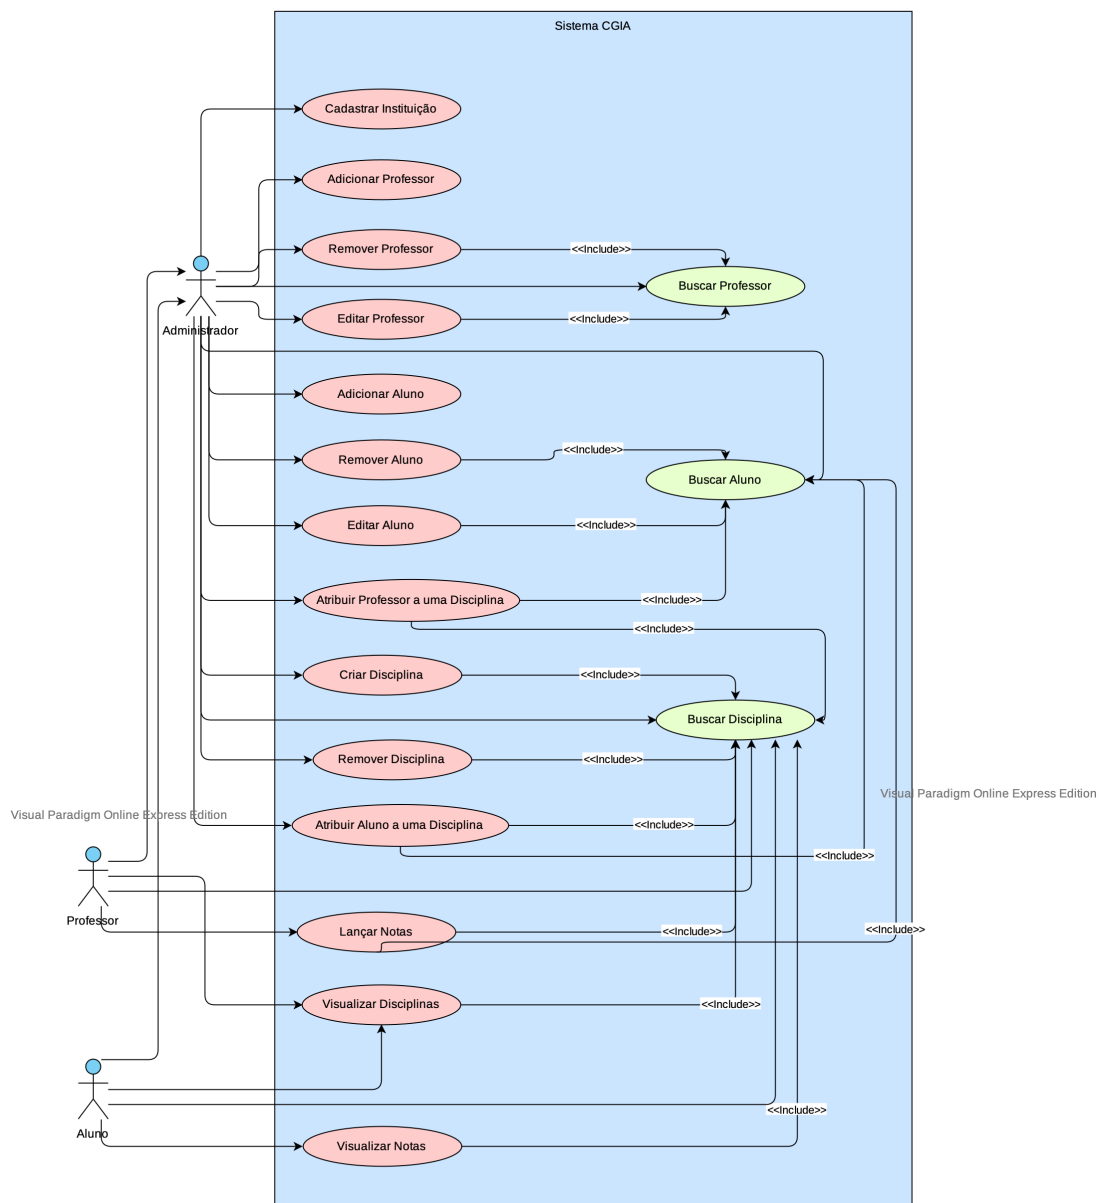 Sistema CGIA
Cadastrar Instituição
Adicionar Professor
Remover Professor
<<Include>>
Buscar Professor
Editar Professor
<<Include>>
Administrador
Adicionar Aluno
Remover Aluno
<<Include>>
Buscar Aluno
Editar Aluno
<<Include>>
Atribuir Professor a uma Disciplina
<<Include>>
<<Include>>
Criar Disciplina
<<Include>>
Buscar Disciplina
Remover Disciplina
<<Include>>
Visual Paradigm Online Express Edition
Visual Paradigm Online Express Edition
Atribuir Aluno a uma Disciplina
<<Include>>
<<Include>>
Professor
Lançar Notas
<<Include>>
<<Include>>
Visualizar Disciplinas
<<Include>>
<<Include>>
Aluno
Visualizar Notas